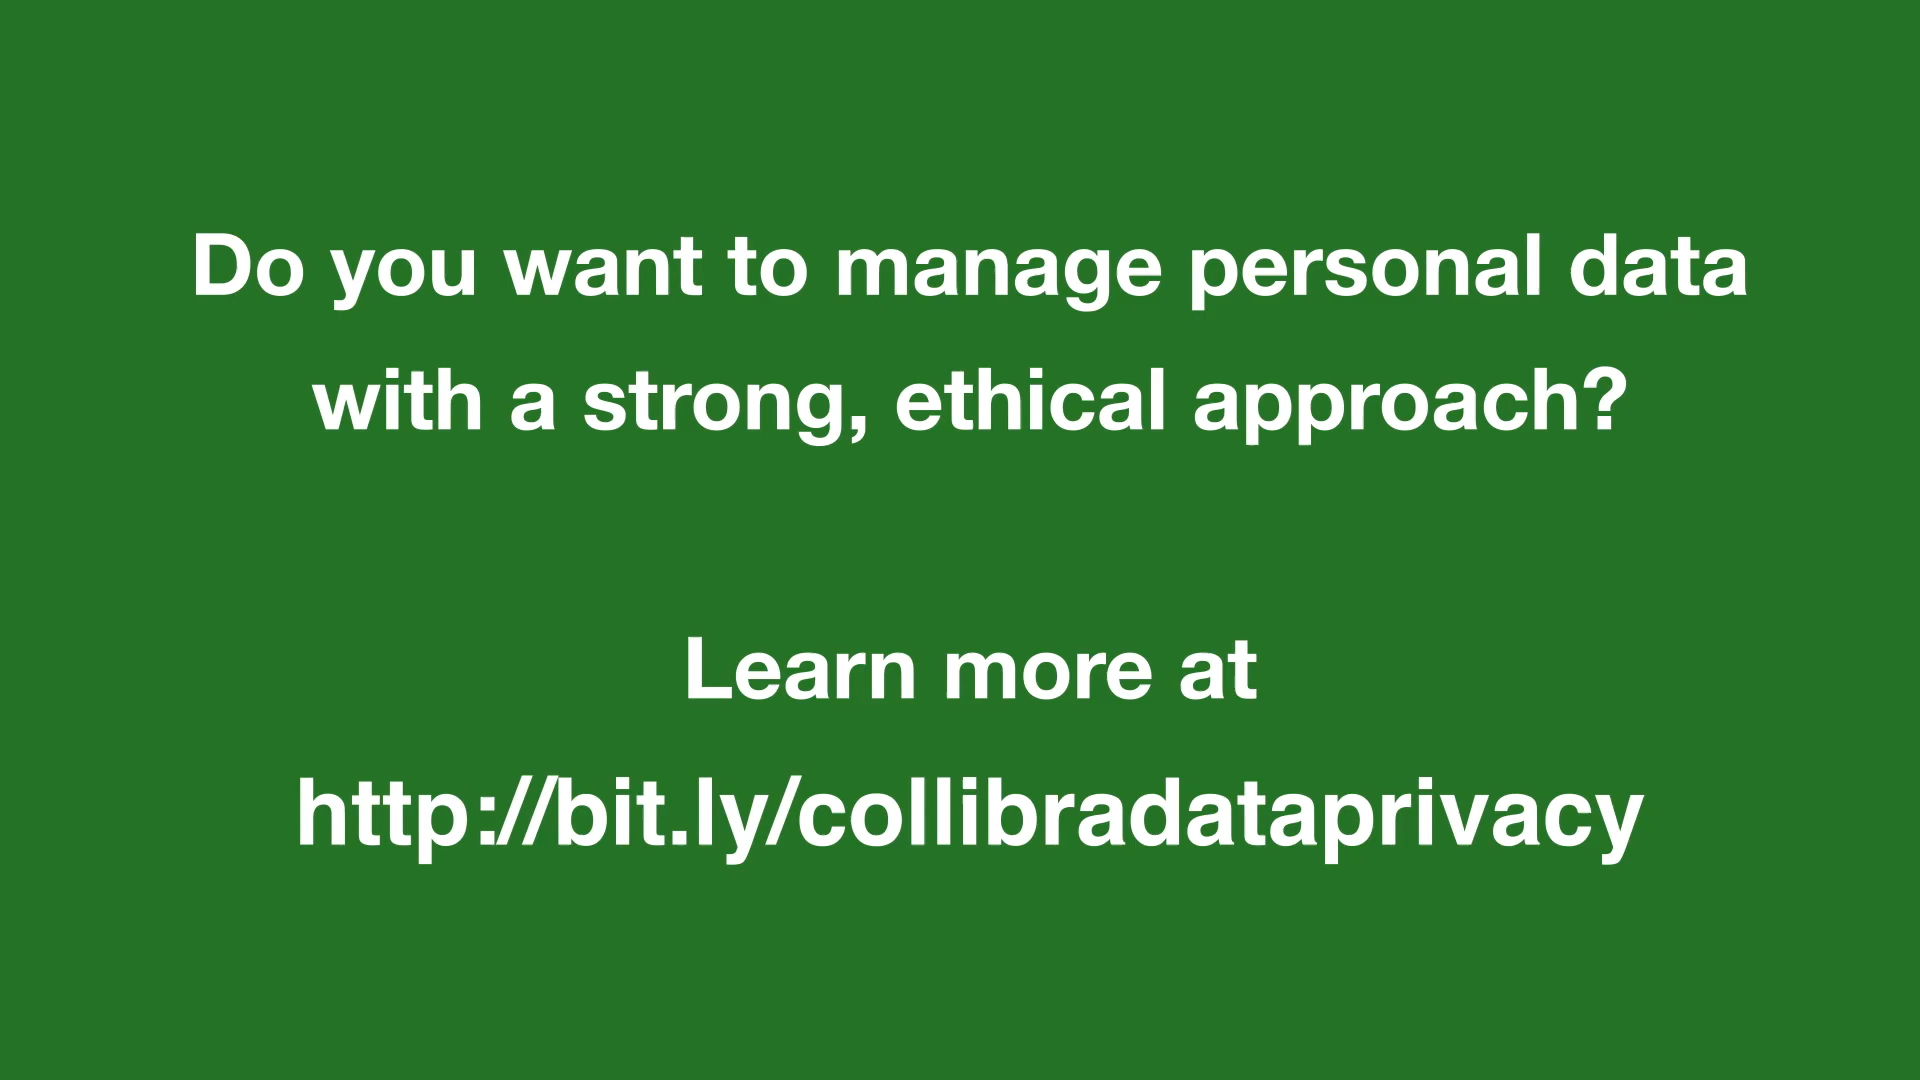 Do you want to manage personal data
with a strong, ethical approach?
Learn more at
http://bit.ly/collibradataprivacy